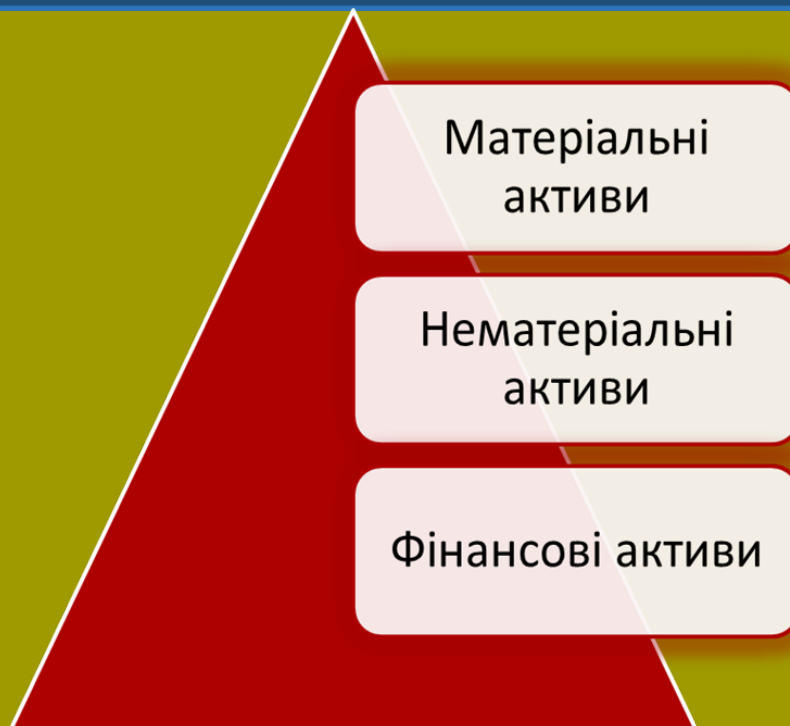 Матеріальні
активи
Нематеріальні
активи
Фінансові активи